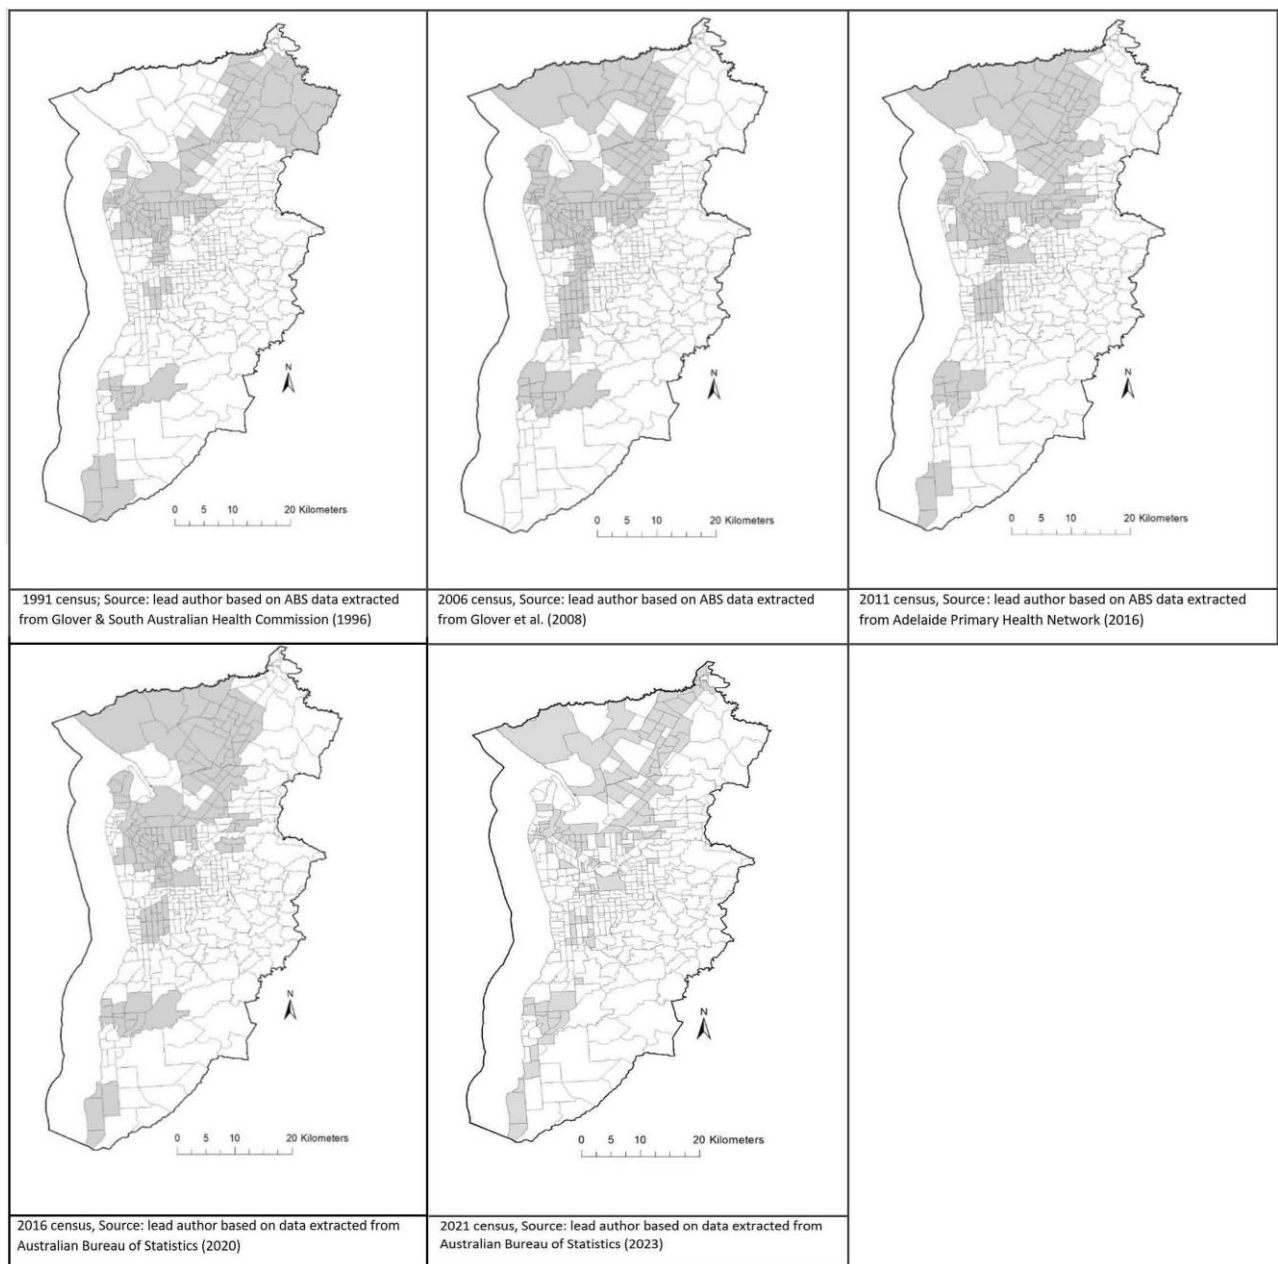 N
0 5 10 20 Kilometers
N
0 5 10 20 Kilometers
N
0 5 10 20 Kilometers
1991 census; Source: lead author based on ABS data extracted
from Glover & South Australian Health Commission (1996)
2006 census, Source: lead author based on ABS data extracted
from Glover et al. (2008)
2011 census, Source: lead author based on ABS data extracted
from Adelaide Primary Health Network (2016)
N
0 5 10 20 Kilometers
N
0 5 10 20 Kilometers
2016 census, Source: lead author based on data extracted from
Australian Bureau of Statistics (2020)
2021 census, Source: lead author based on data extracted from
Australian Bureau of Statistics (2023)